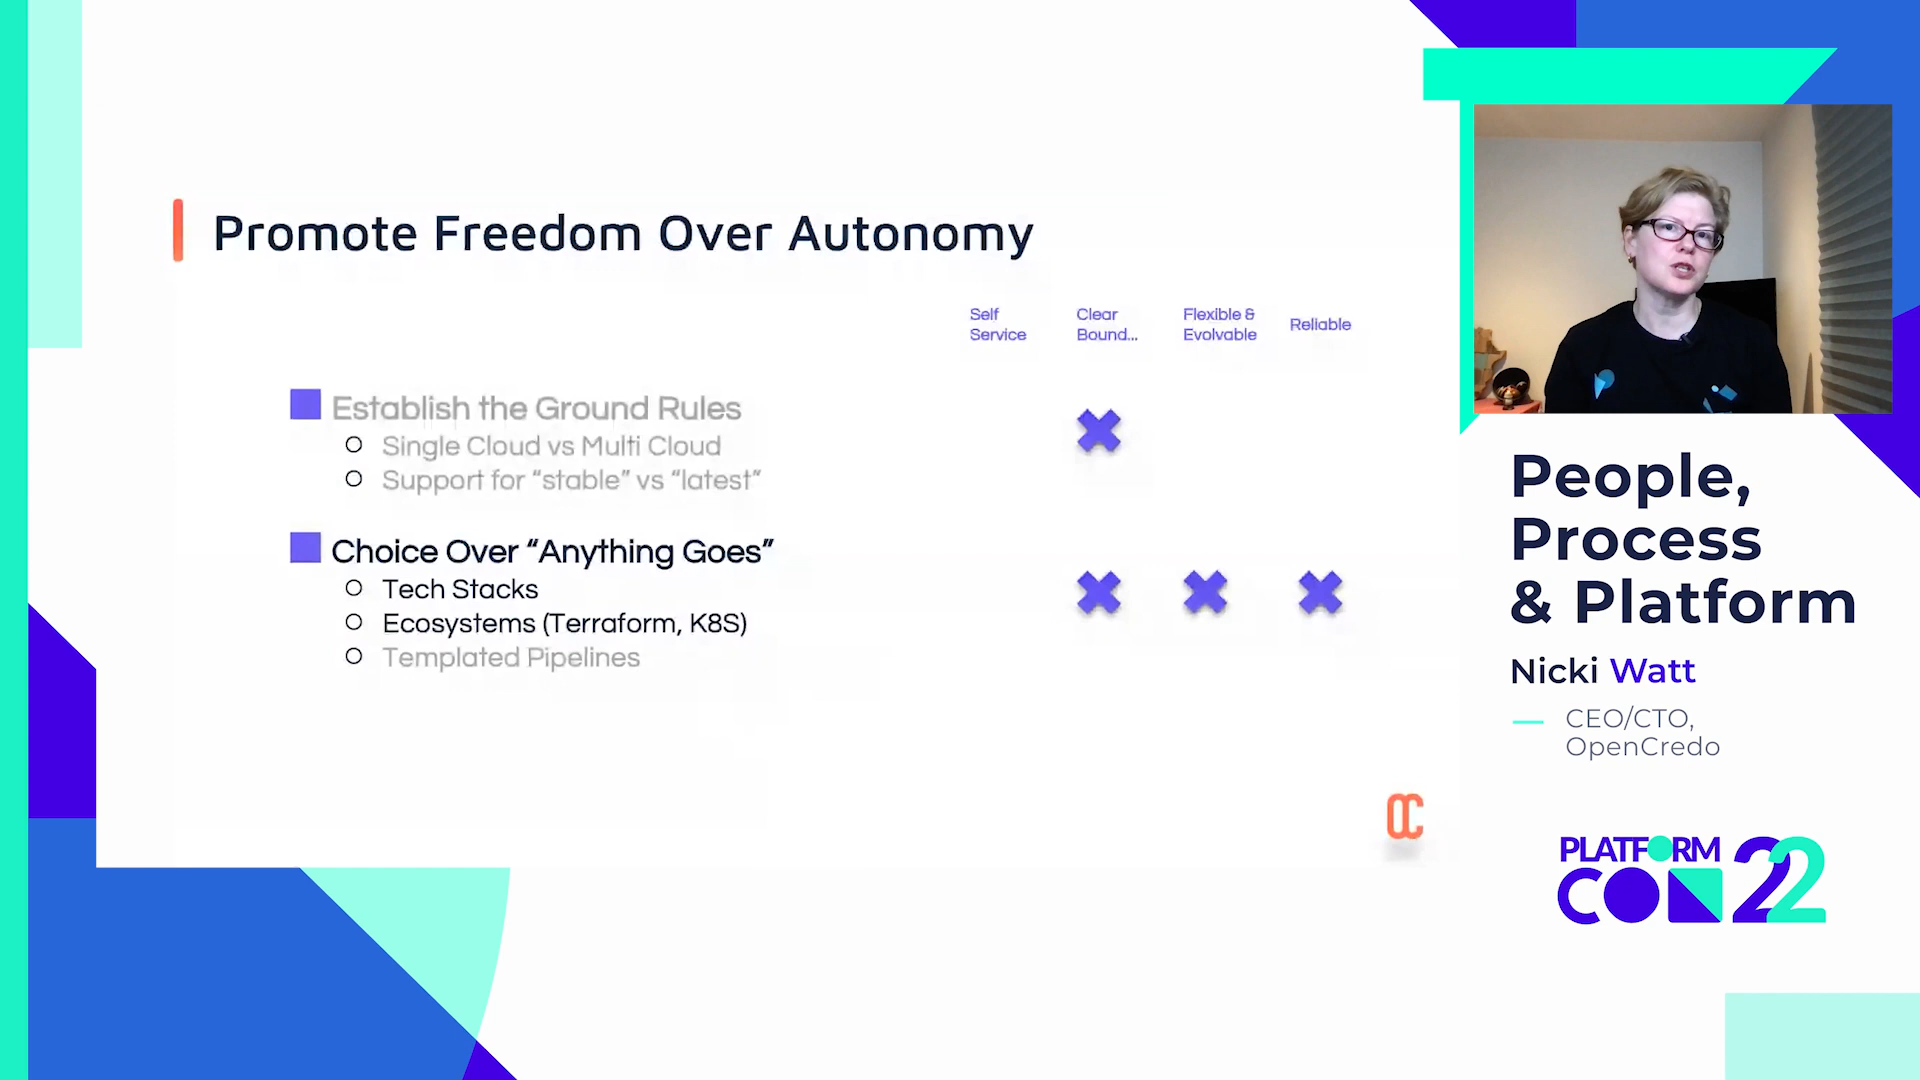 Promote Freedom Over Autonomy
Self
Service
Clear
Bound...
Flexible &
Evolvable
Reliable
Establish the Ground Rules
Single Cloud vs Multi Cloud
Support for “stable” vs “latest”
Choice Over “Anything Goes”
Tech Stacks
Ecosystems (Terraform, K8S)
Templated Pipelines
People,
Process
& Platform
Nicki Watt
CEO/CTO,
OpenCredo
PLATFORM
CON 22